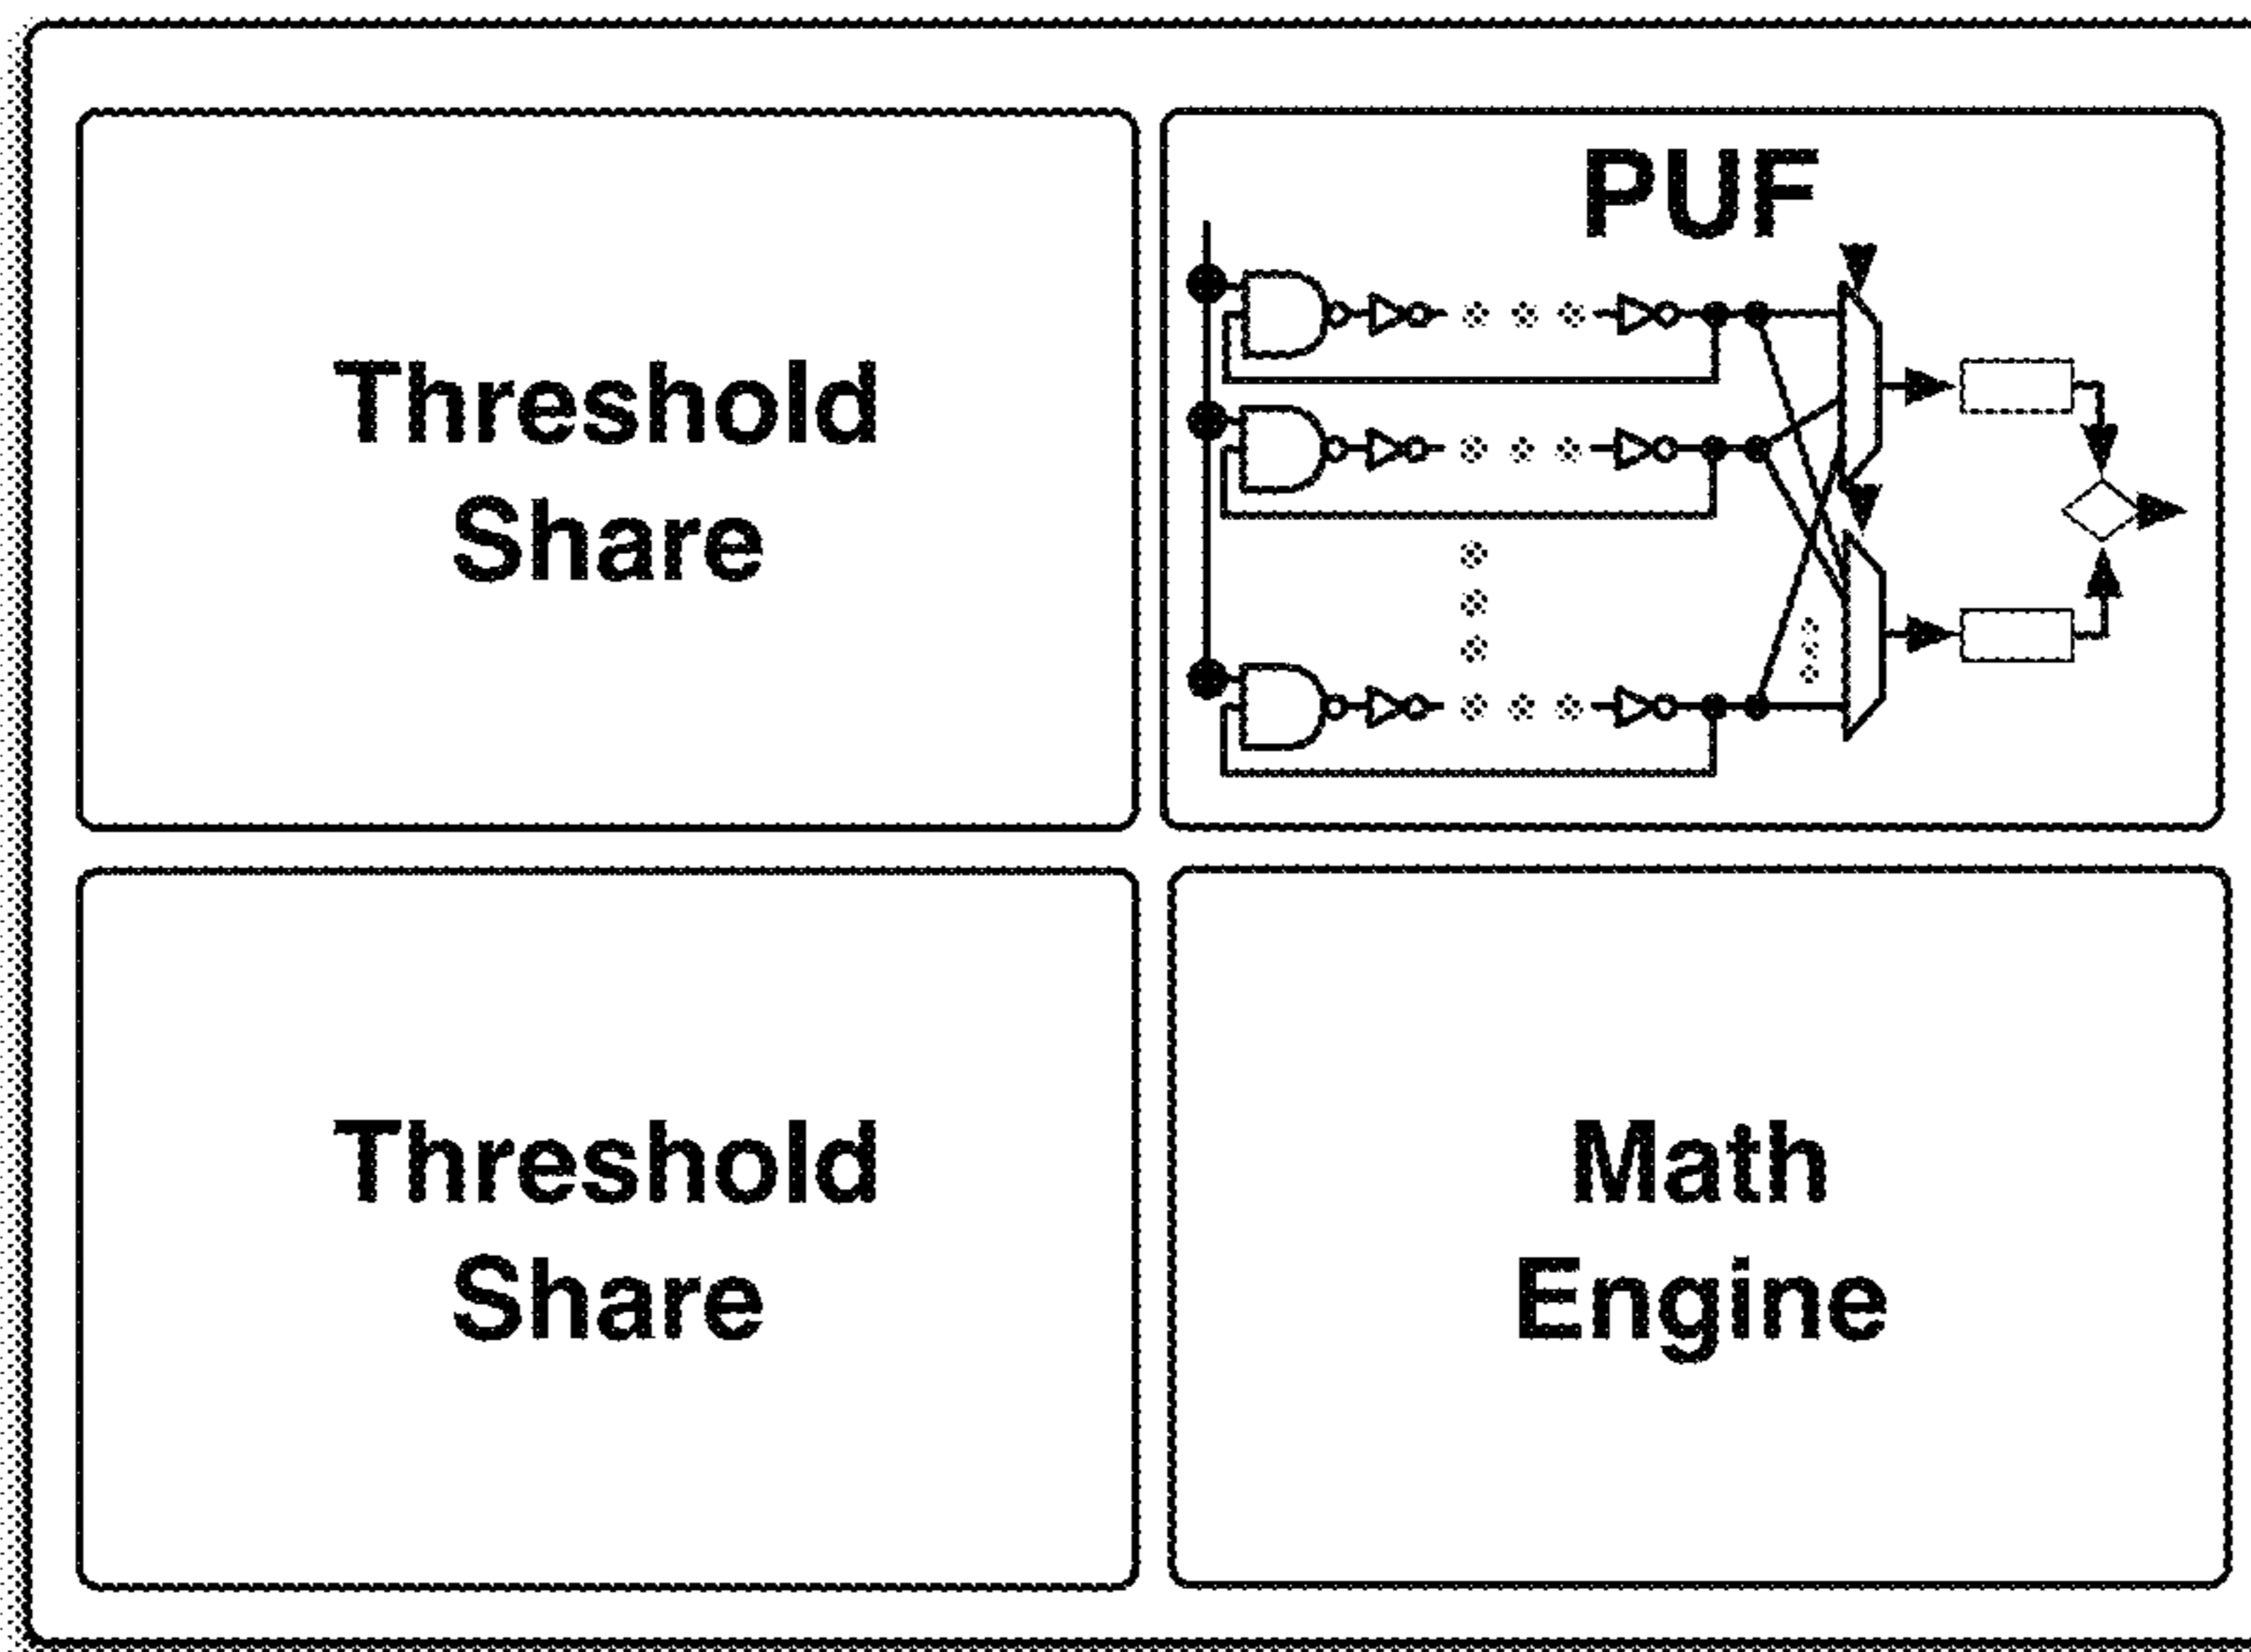 Threshold
Share
PUF
Threshold
Share
Math
Engine